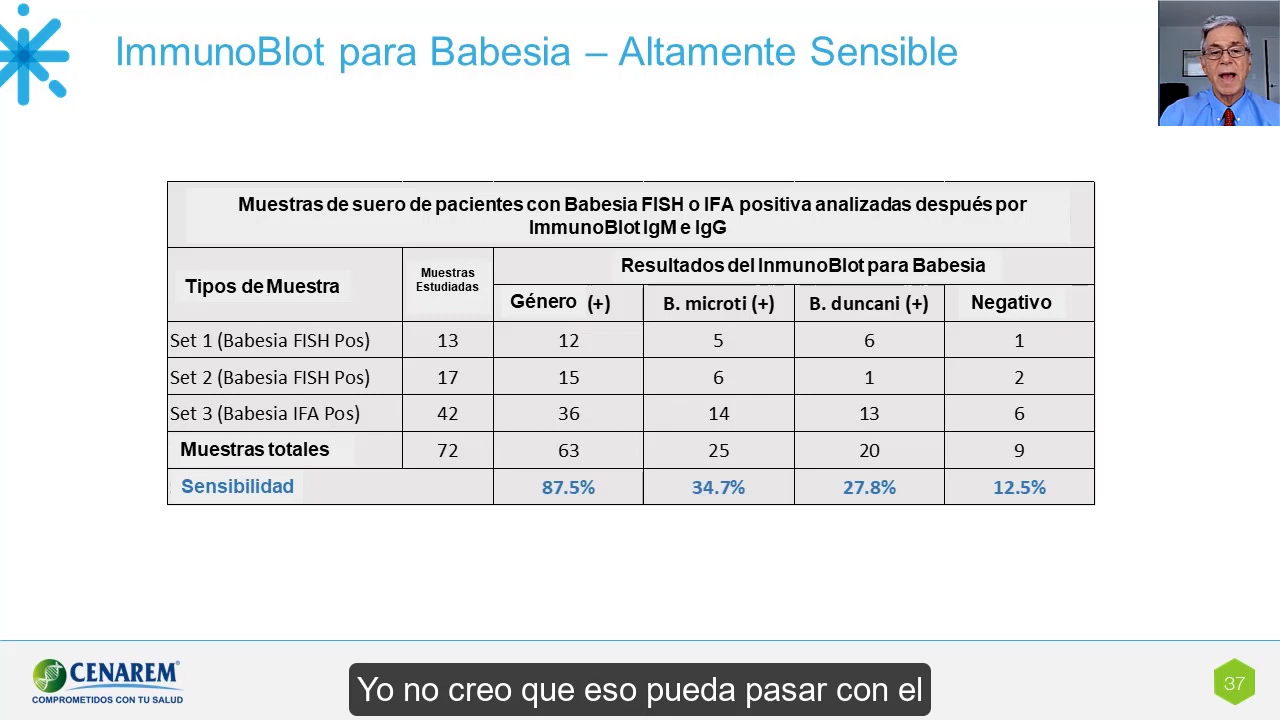 ImmunoBlot para Babesia – Altamente Sensible
Muestras de suero de pacientes con Babesia FISH o IFA positiva analizadas después por
ImmunoBlot IgM e IgG
Tipos de Muestra
Muestras
Estudiadas
Resultados del InmunoBlot para Babesia
Género (+) B. microti (+) B. duncani (+) Negativo
Set 1 (Babesia FISH Pos) 13 12 5 6 1
Set 2 (Babesia FISH Pos) 17 15 6 1 2
Set 3 (Babesia IFA Pos) 42 36 14 13 6
Muestras totales 72 63 25 20 9
Sensibilidad 87.5% 34.7% 27.8% 12.5%
CENAREM®
COMPROMETIDOS CON TU SALUD
Yo no creo que eso pueda pasar con el
37